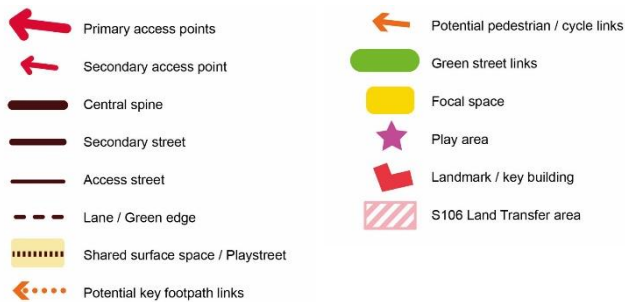 Primary access points
Secondary access point
Central spine
Secondary street
Access street
Lane / Green edge
Shared surface space / Playstreet
Potential key footpath links
Potential pedestrian / cycle links
Green street links
Focal space
Play area
Landmark / key building
S106 Land Transfer area